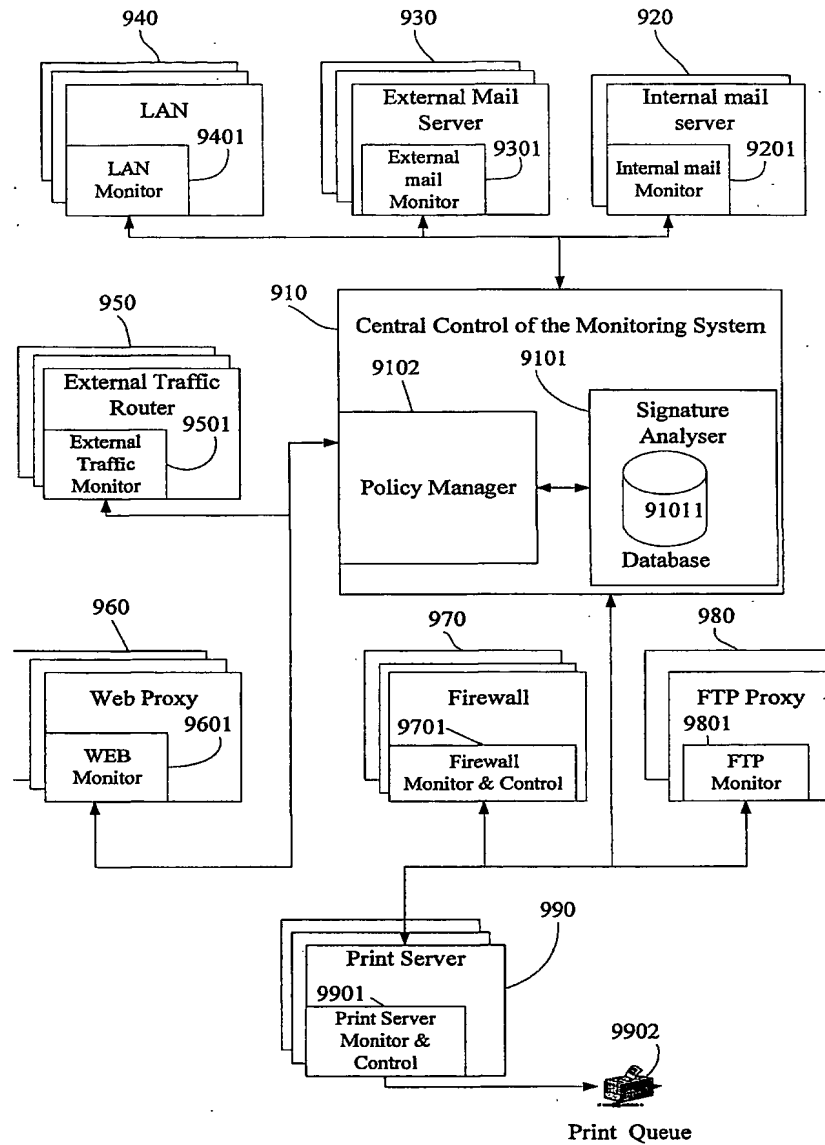 940
930
920
LAN
External Mail
Server
Internal mail
server
LAN
Monitor
9401
External
mail
Monitor
9301
Internal mail
Monitor
9201
910
Central Control of the Monitoring System
950
External Traffic
Router
External
Traffic
Monitor
9501
9102
Policy Manager
9101
Signature
Analyser
91011
Database
960
Web Proxy
WEB
Monitor
9601
970
Firewall
9701
Firewall
Monitor & Control
980
FTP Proxy
9801
FTP
Monitor
990
Print Server
9901
Print Server
Monitor &
Control
9902
Print Queue